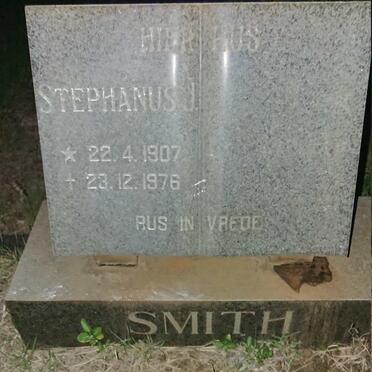 HIER RUS
STEPHANUS J.
★ 22.4.1907
+ 23.12.1976
RUS IN VREDE
SMITH